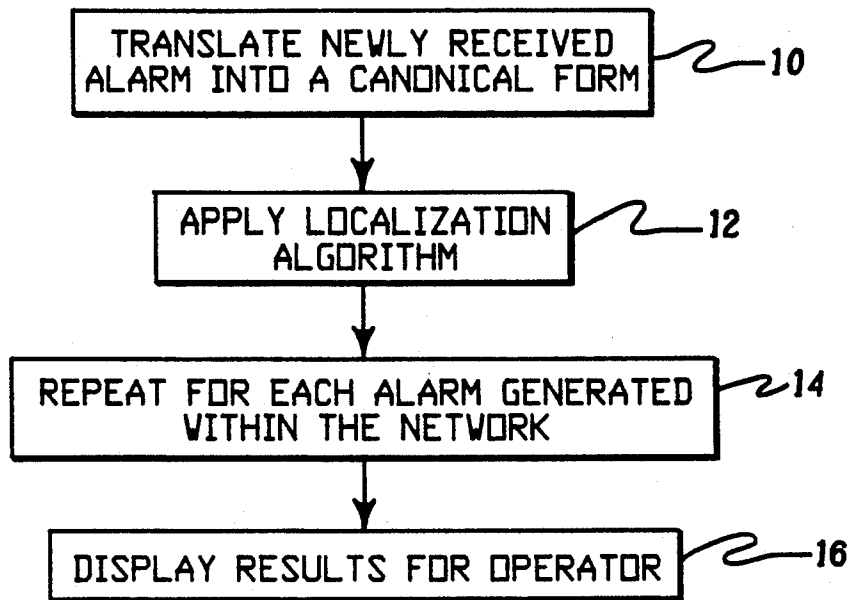 TRANSLATE NEWLY RECEIVED
ALARM INTO A CANONICAL FORM
10
APPLY LOCALIZATION
ALGORITHM
12
REPEAT FOR EACH ALARM GENERATED
WITHIN THE NETWORK
14
DISPLAY RESULTS FOR OPERATOR
16